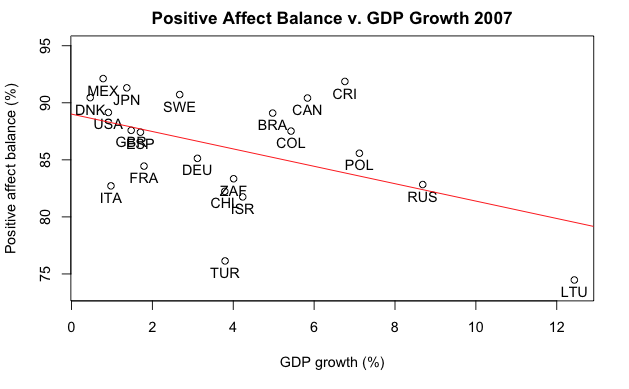 Positive Affect Balance v. GDP Growth 2007
Positive affect balance (%)
95
90
85
80
75
MEX
JPN
DNK
SWE
USA
GBR
ESP
FRA
ITA
DEU
ZAF
CHL
ISR
TUR
BRA
COL
CAN
CRI
POL
RUS
LTU
0 2 4 6 8 10 12
GDP growth (%)